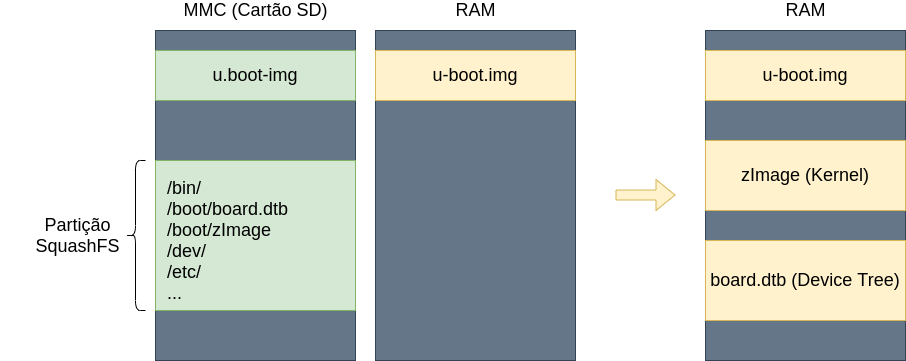 MMC (Cartão SD)
RAM
RAM
u.boot-img
u-boot.img
u-boot.img
Partição
SquashFS
/bin/
/boot/board.dtb
/boot/zImage
/dev/
/etc/
...
zImage (Kernel)
board.dtb (Device Tree)